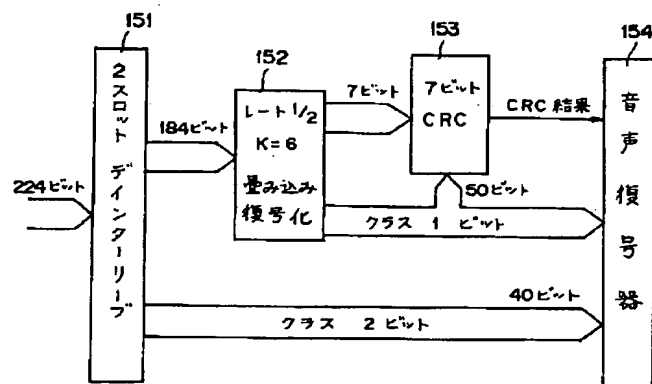 151
2スロット デインターリーブ
224ビット
184ビット
152
レート 1/2
K=6
畳み込み
復号化
7ビット
153
7ビット
CRC
CRC 結果
50ビット
クラス 1 ビット
40ビット
クラス 2 ビット
154
音声復号器